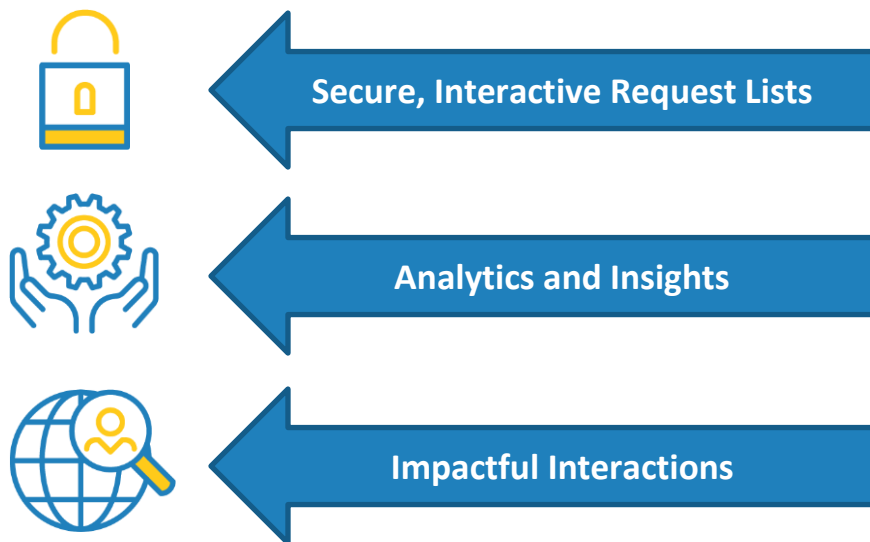 Secure, Interactive Request Lists
Analytics and Insights
Impactful Interactions